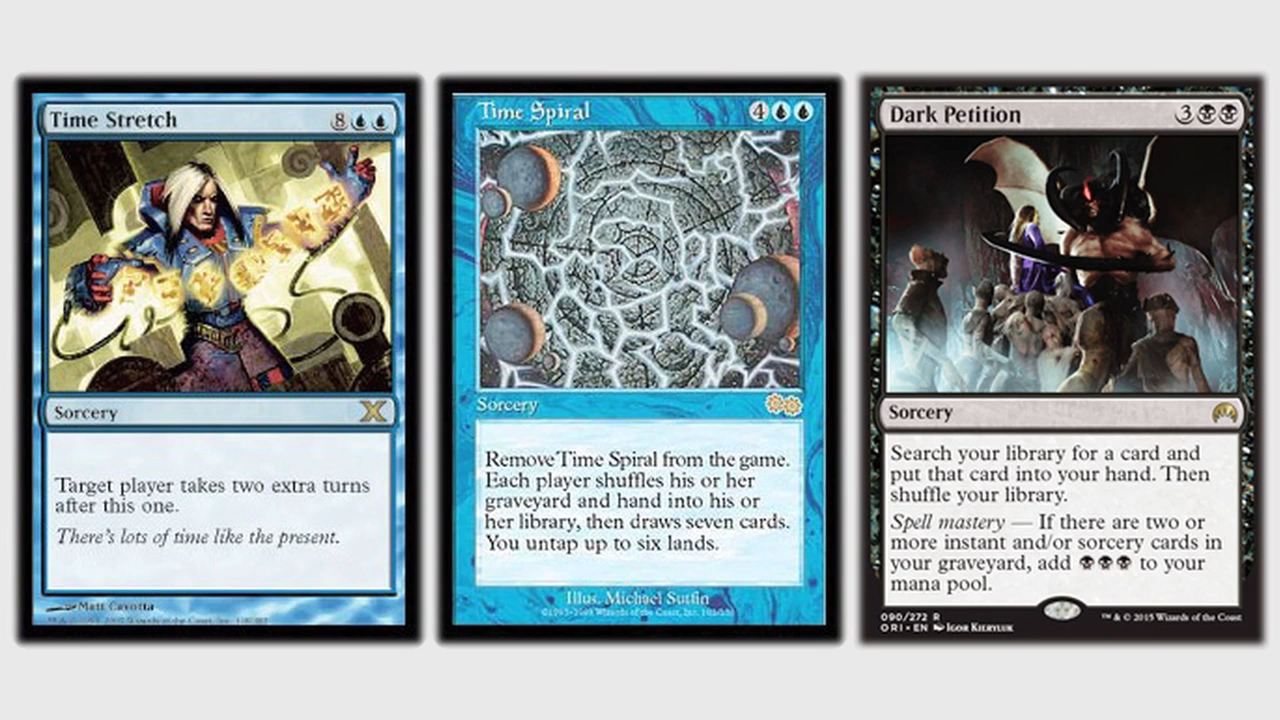 Time Stretch 8
Sorcery
Target player takes two extra turns
after this one.
There's lots of time like the present.
Matt Cavotta
Time Spiral 4
Sorcery
Remove Time Spiral from the game.
Each player shuffles his or her
graveyard and hand into his or
her library, then draws seven cards.
You untap up to six lands.
Illus. Michael Sutfin
Dark Petition 3
Sorcery
Search your library for a card and
put that card into your hand. Then
shuffle your library.
Spell mastery — If there are two or
more instant and/or sorcery cards in
your graveyard, add to your
mana pool.
090/272 R
ORI • EN Igor Kieryluk
™ & © 2015 Wizards of the Coast